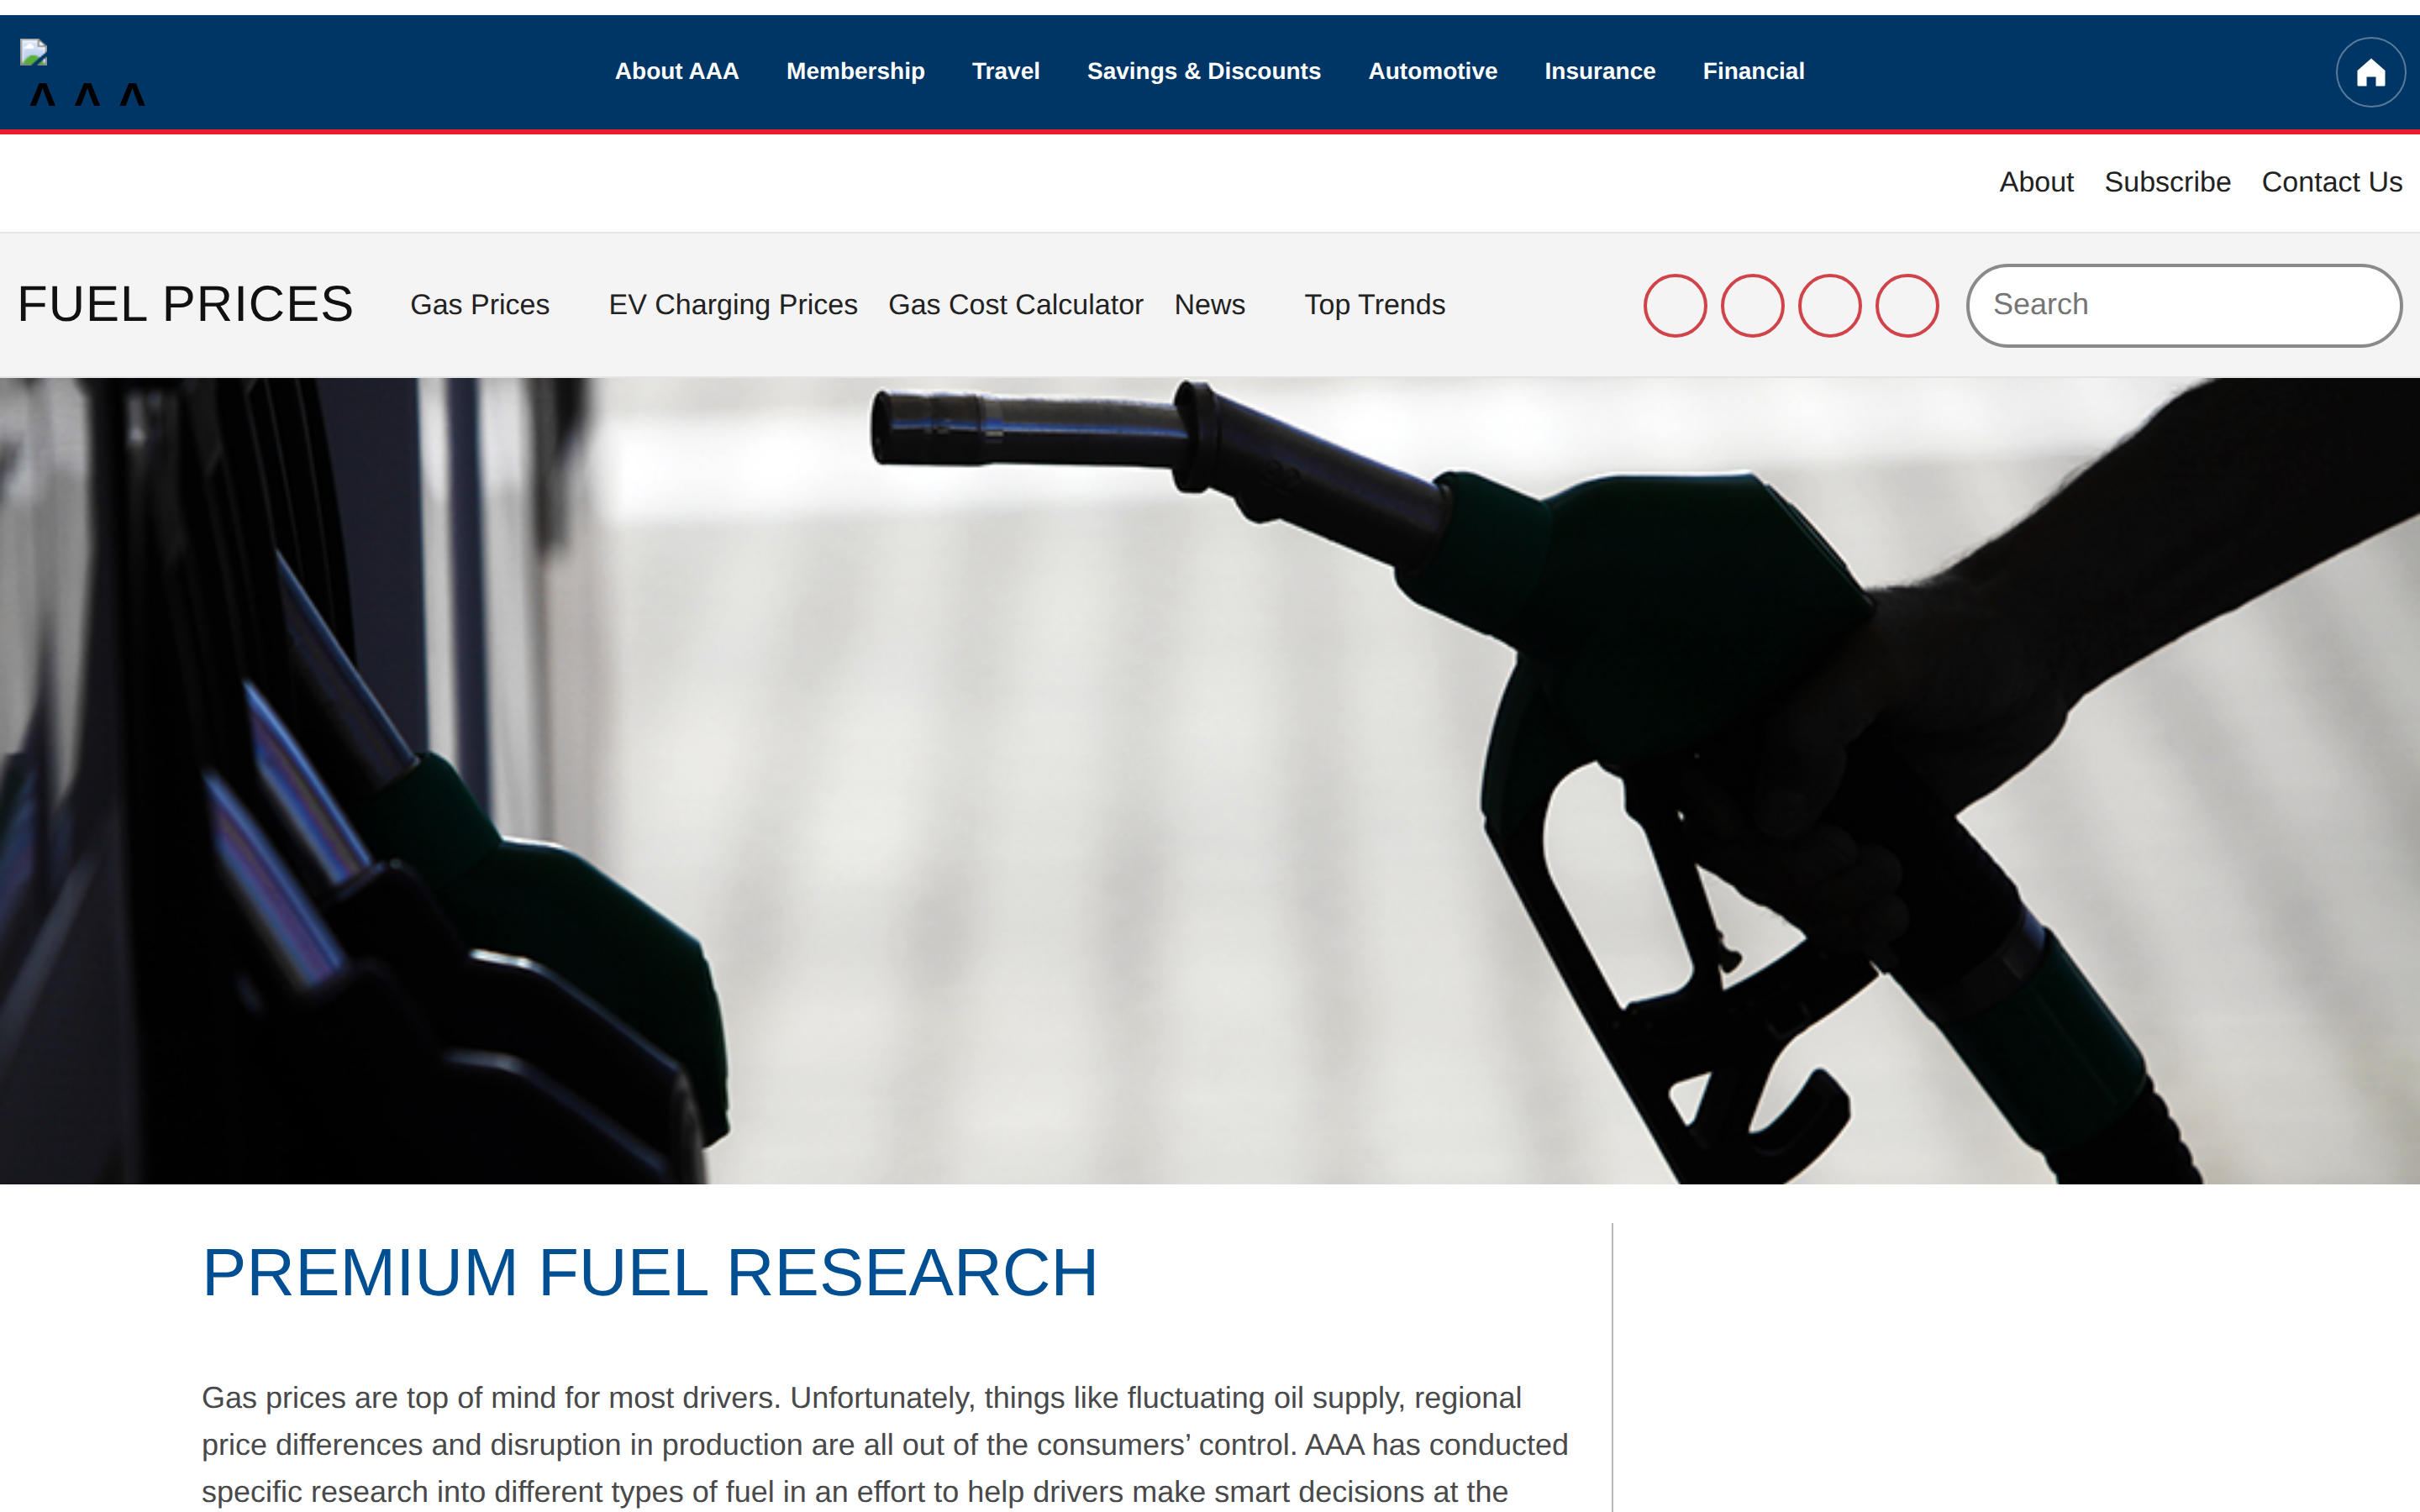 About AAA Membership Travel Savings & Discounts Automotive Insurance Financial
About Subscribe Contact Us
FUEL PRICES Gas Prices EV Charging Prices Gas Cost Calculator News Top Trends Search
PREMIUM FUEL RESEARCH
Gas prices are top of mind for most drivers. Unfortunately, things like fluctuating oil supply, regional
price differences and disruption in production are all out of the consumers’ control. AAA has conducted
specific research into different types of fuel in an effort to help drivers make smart decisions at the